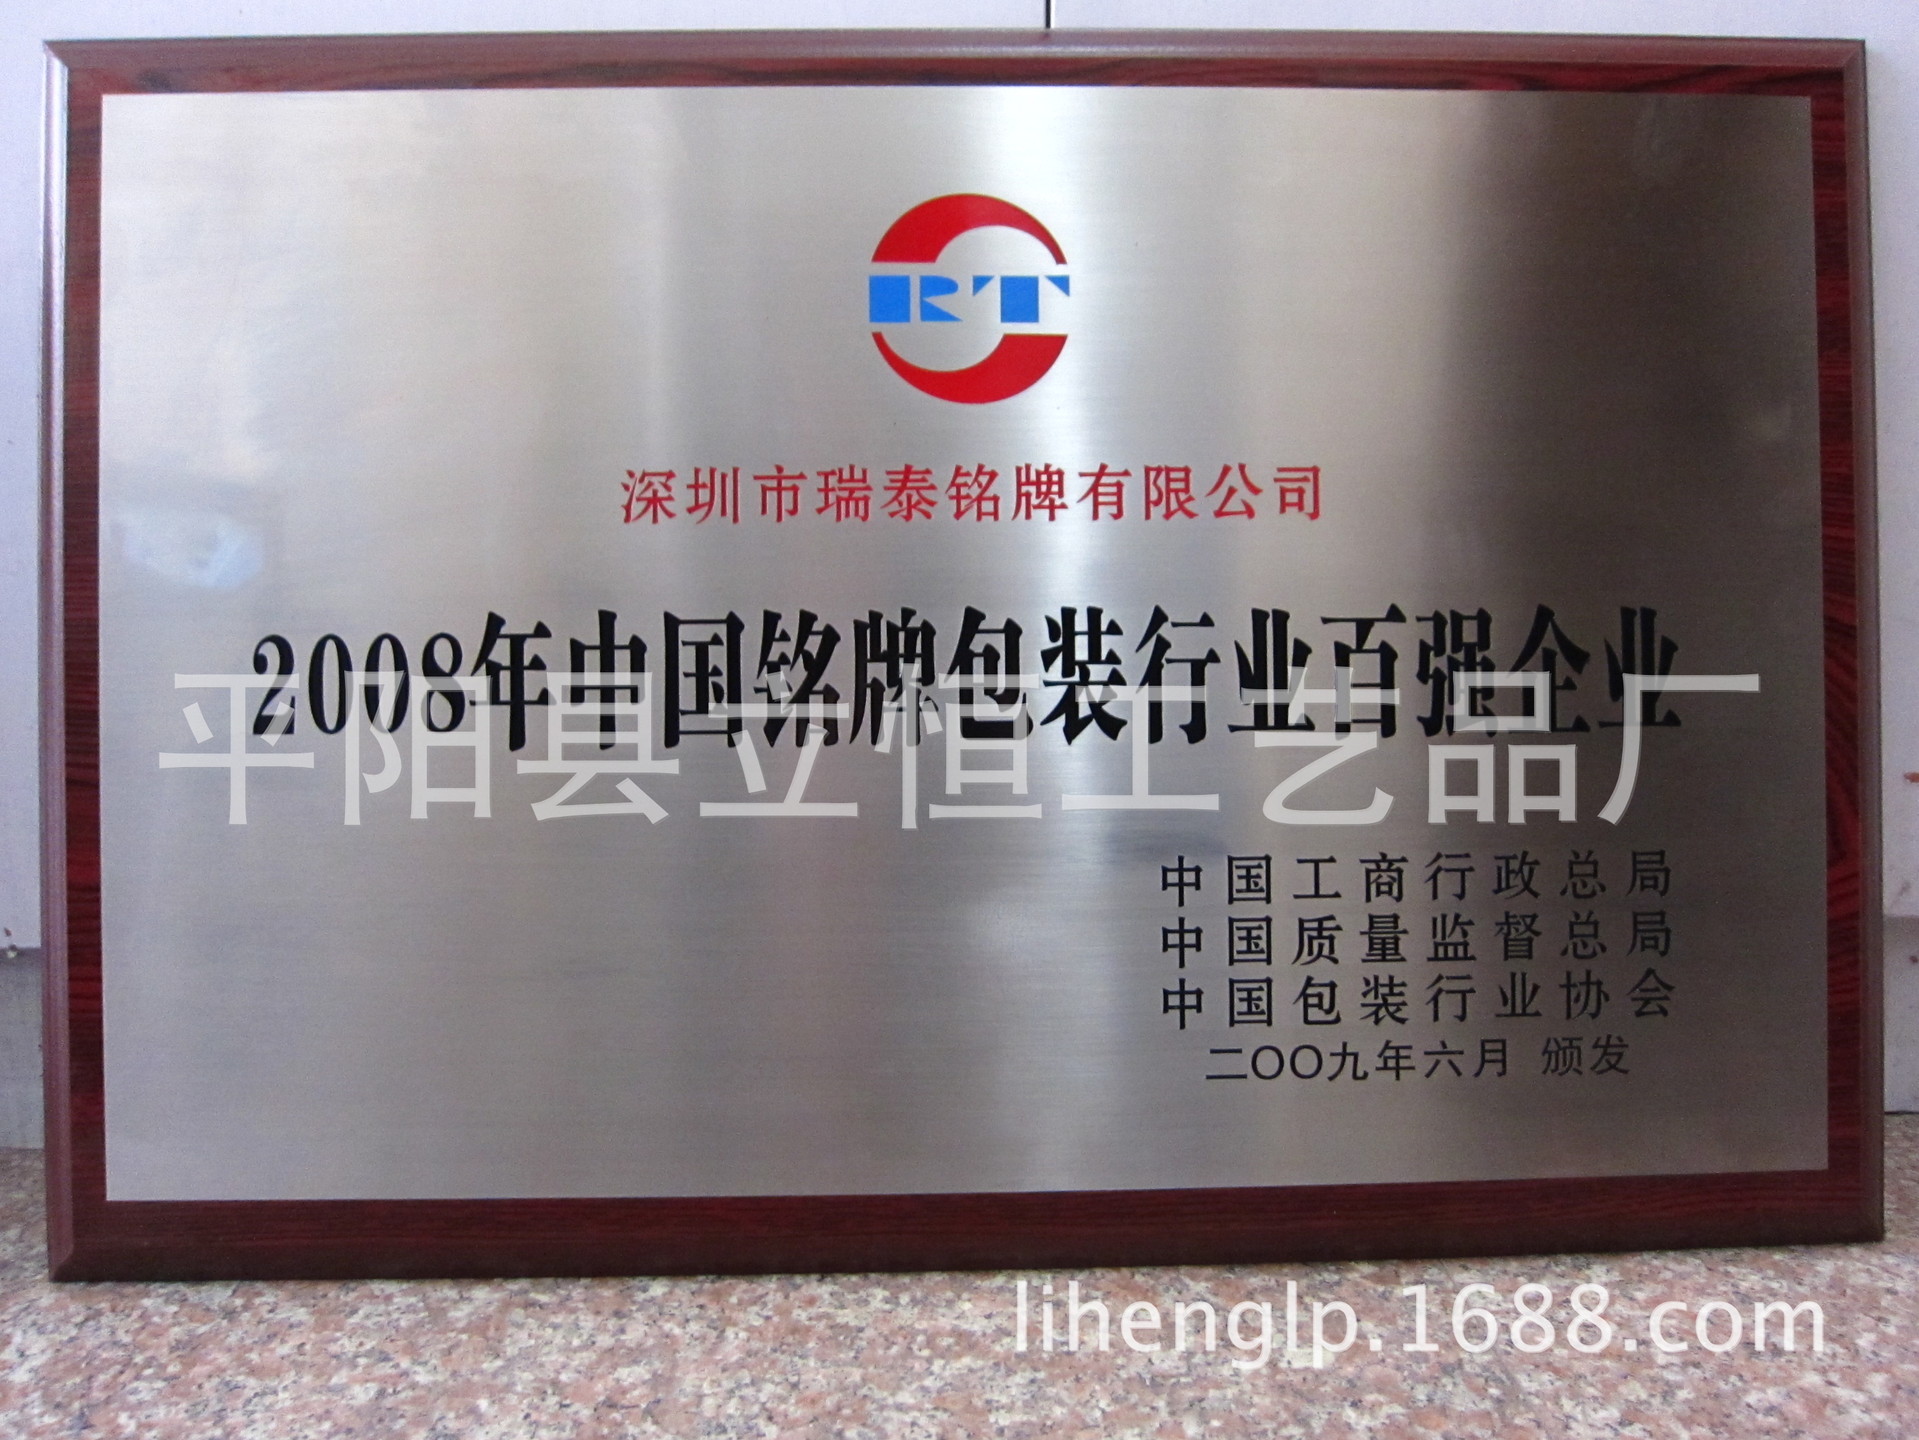 RT
深圳市瑞泰铭牌有限公司
2008年中国铭牌包装行业百强企业
平阳县立恒工艺品厂
中国工商行政总局
中国质量监督总局
中国包装行业协会
二〇〇九年六月 颁发
lihenglp.1688.com